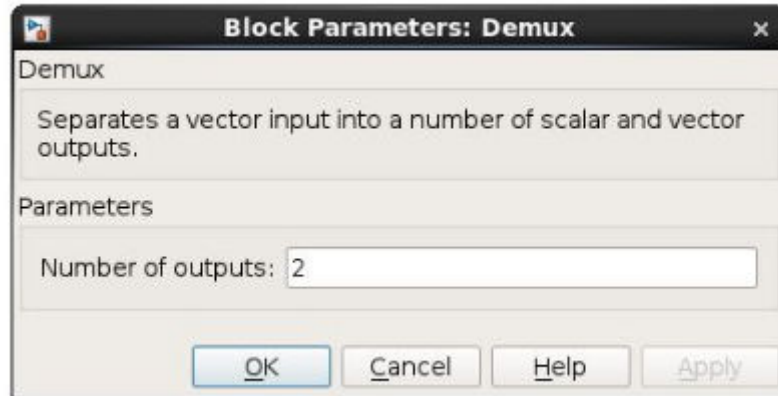 Block Parameters: Demux
Demux
Separates a vector input into a number of scalar and vector
outputs.
Parameters
Number of outputs: 2
OK Cancel Help Apply